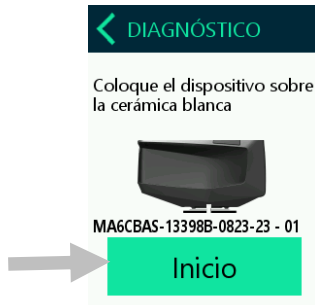 DIAGNÓSTICO
Coloque el dispositivo sobre
la cerámica blanca
MA6CBAS-13398B-0823-23 - 01
Inicio